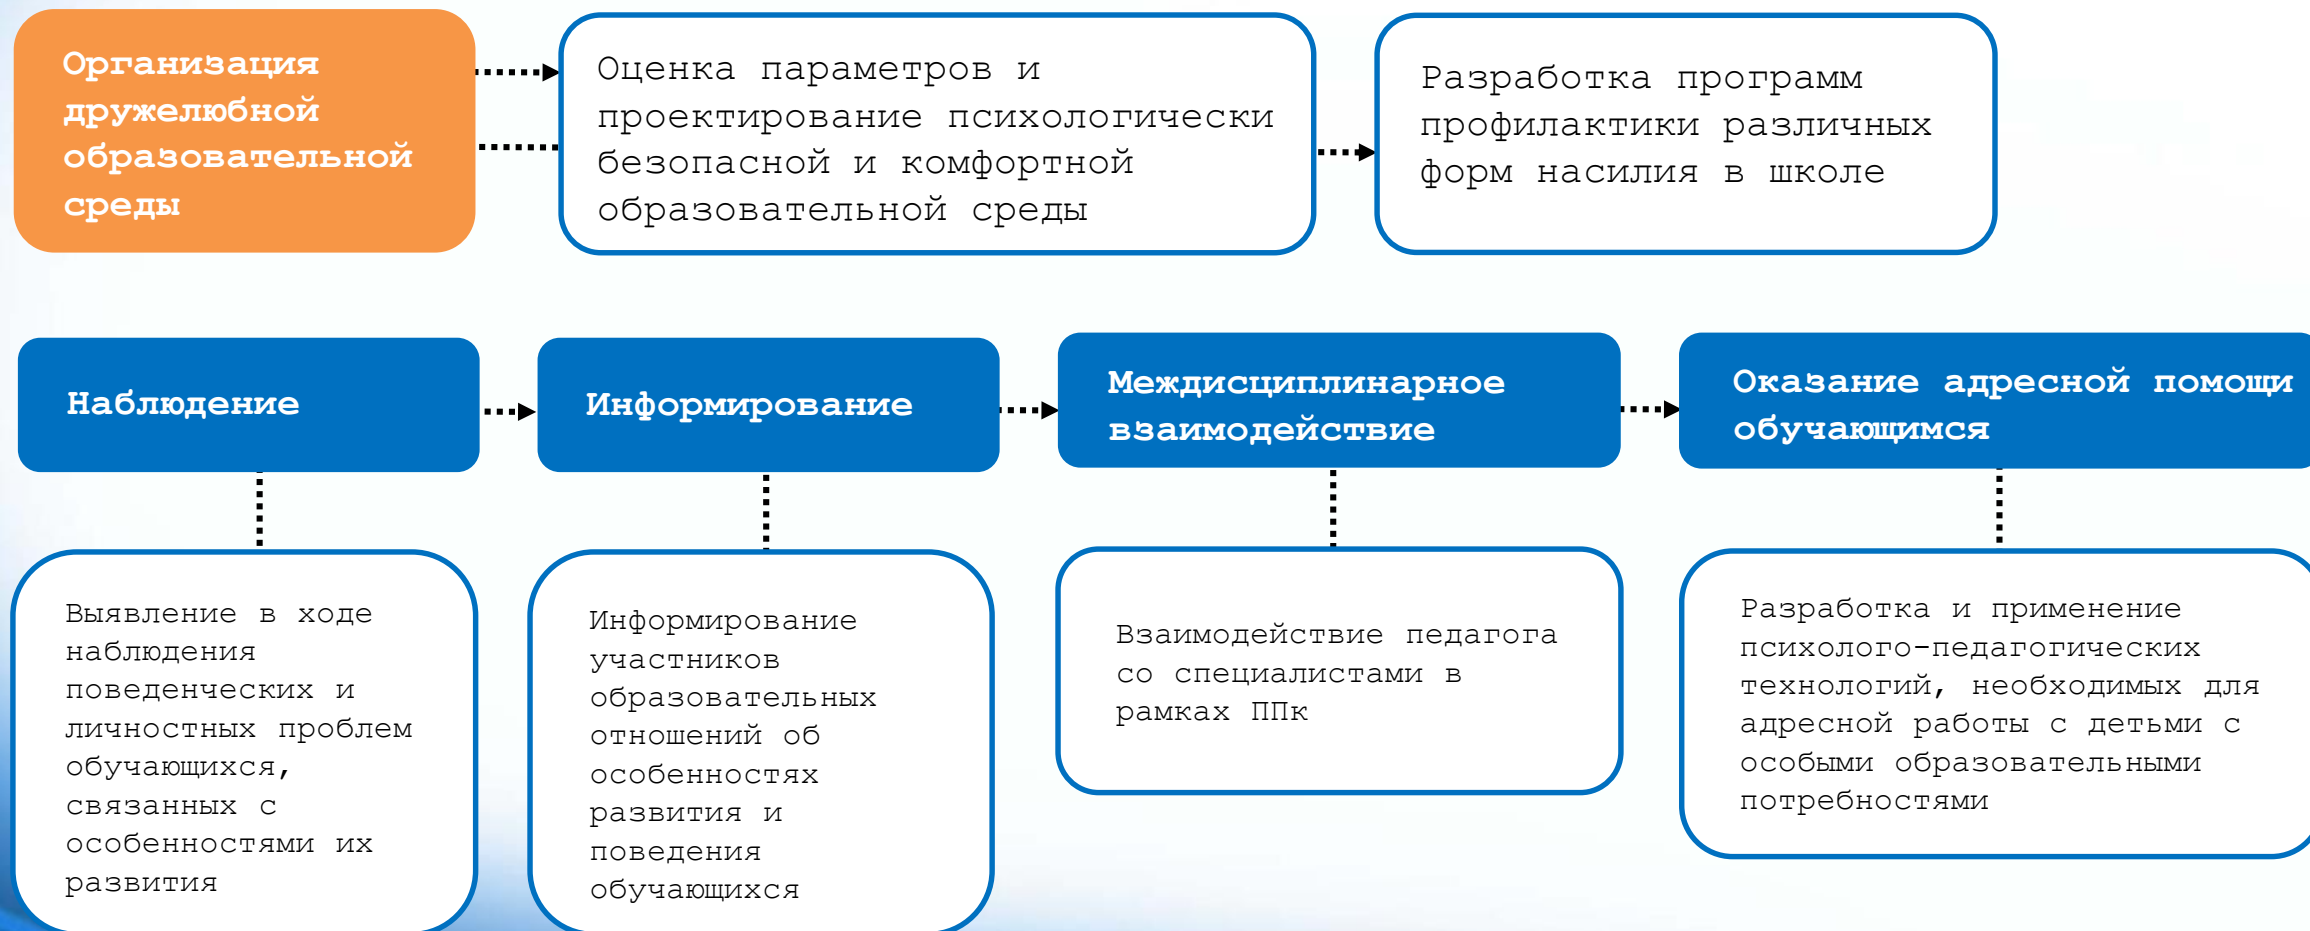 Организация
дружелюбной
образовательной
среды
Оценка параметров и
проектирование психологически
безопасной и комфортной
образовательной среды
Разработка программ
профилактики различных
форм насилия в школе
Наблюдение
Информирование
Междисциплинарное
взаимодействие
Оказание адресной помощи
обучающимся
Выявление в ходе
наблюдения
поведенческих и
личностных проблем
обучающихся,
связанных с
особенностями их
развития
Информирование
участников
образовательных
отношений об
особенностях
развития и
поведения
обучающихся
Взаимодействие педагога
со специалистами в
рамках ППк
Разработка и применение
психолого-педагогических
технологий, необходимых для
адресной работы с детьми с
особыми образовательными
потребностями